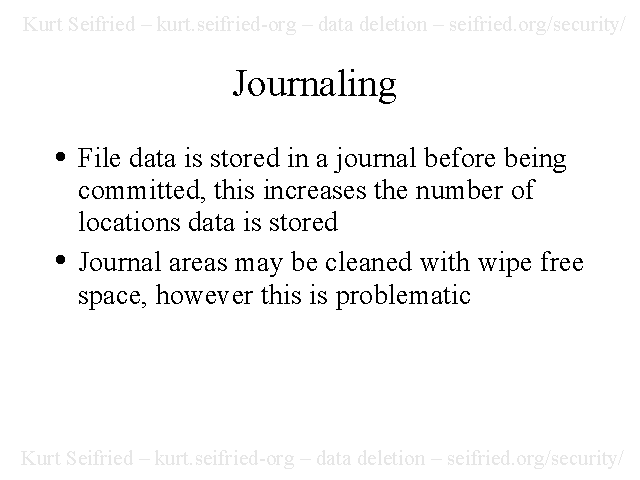 Kurt Seifried – kurt.seifried-org – data deletion – seifried.org/security/
Journaling
• File data is stored in a journal before being
committed, this increases the number of
locations data is stored
• Journal areas may be cleaned with wipe free
space, however this is problematic
Kurt Seifried – kurt.seifried-org – data deletion – seifried.org/security/